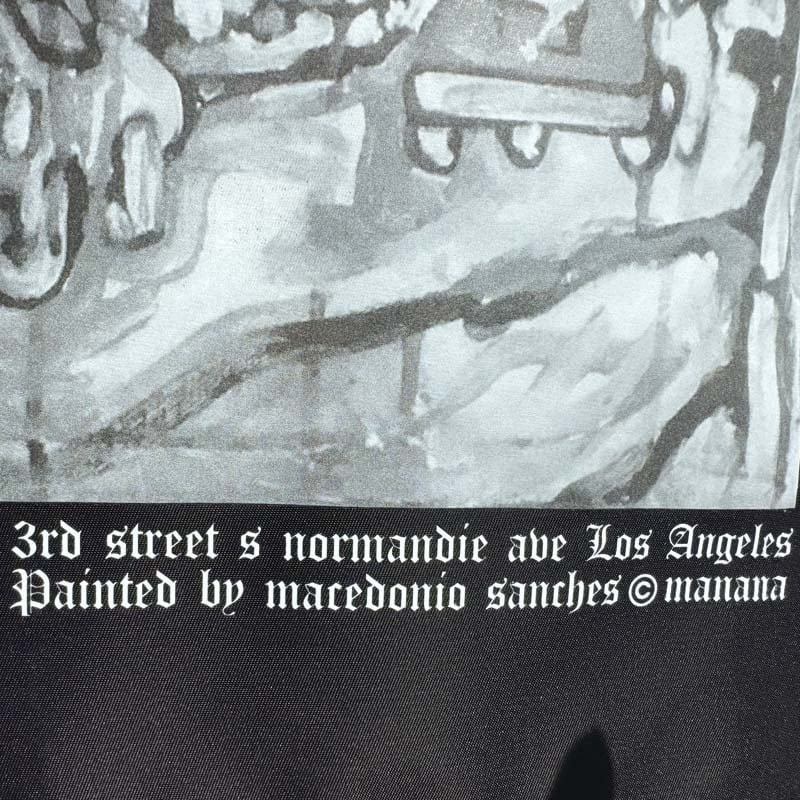 3rd street s normandie ave Los Angeles
Painted by macedonio sanches © manana